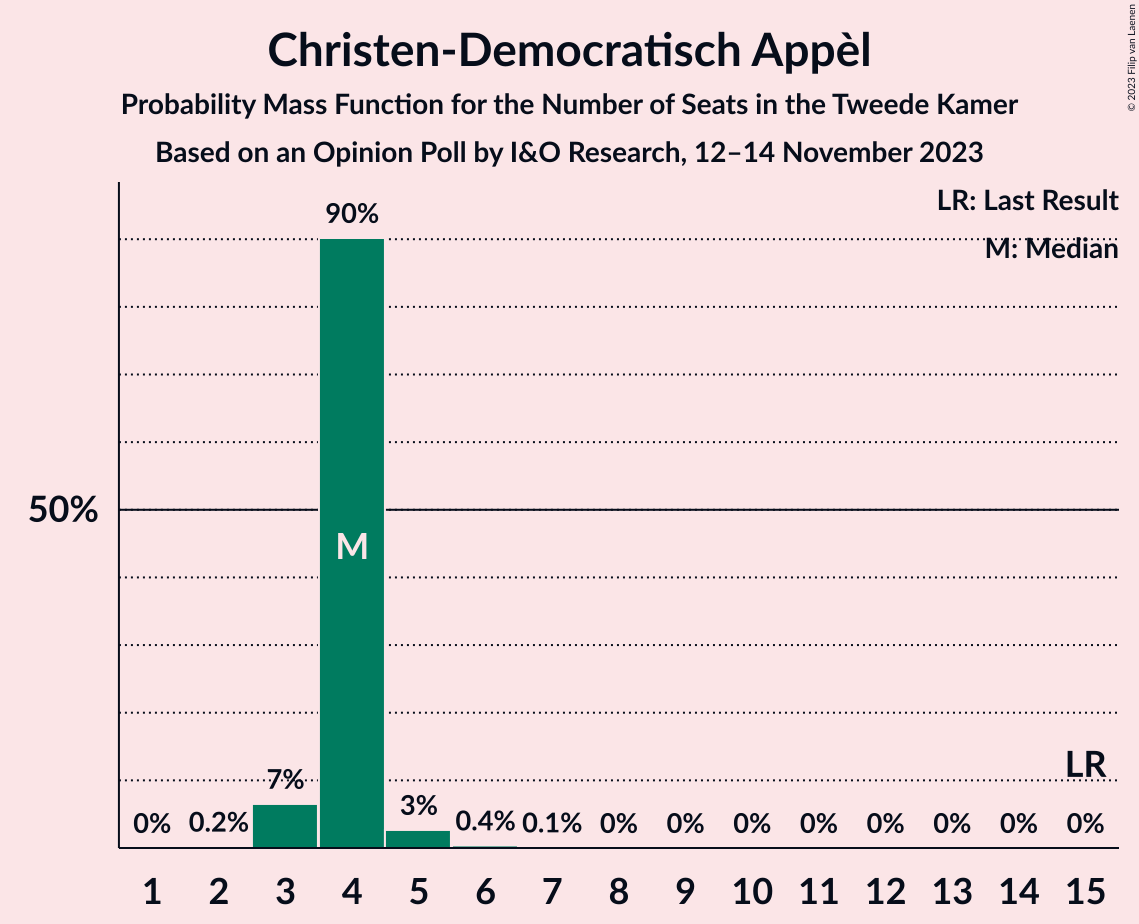 Christen-Democratisch Appèl
Probability Mass Function for the Number of Seats in the Tweede Kamer
Based on an Opinion Poll by I&O Research, 12–14 November 2023
© 2023 Filip van Laenen
LR: Last Result
M: Median
90%
50%
M
LR
7%
3%
0% 0.2% 0.4% 0.1% 0% 0% 0% 0% 0% 0% 0% 0%
1 2 3 4 5 6 7 8 9 10 11 12 13 14 15